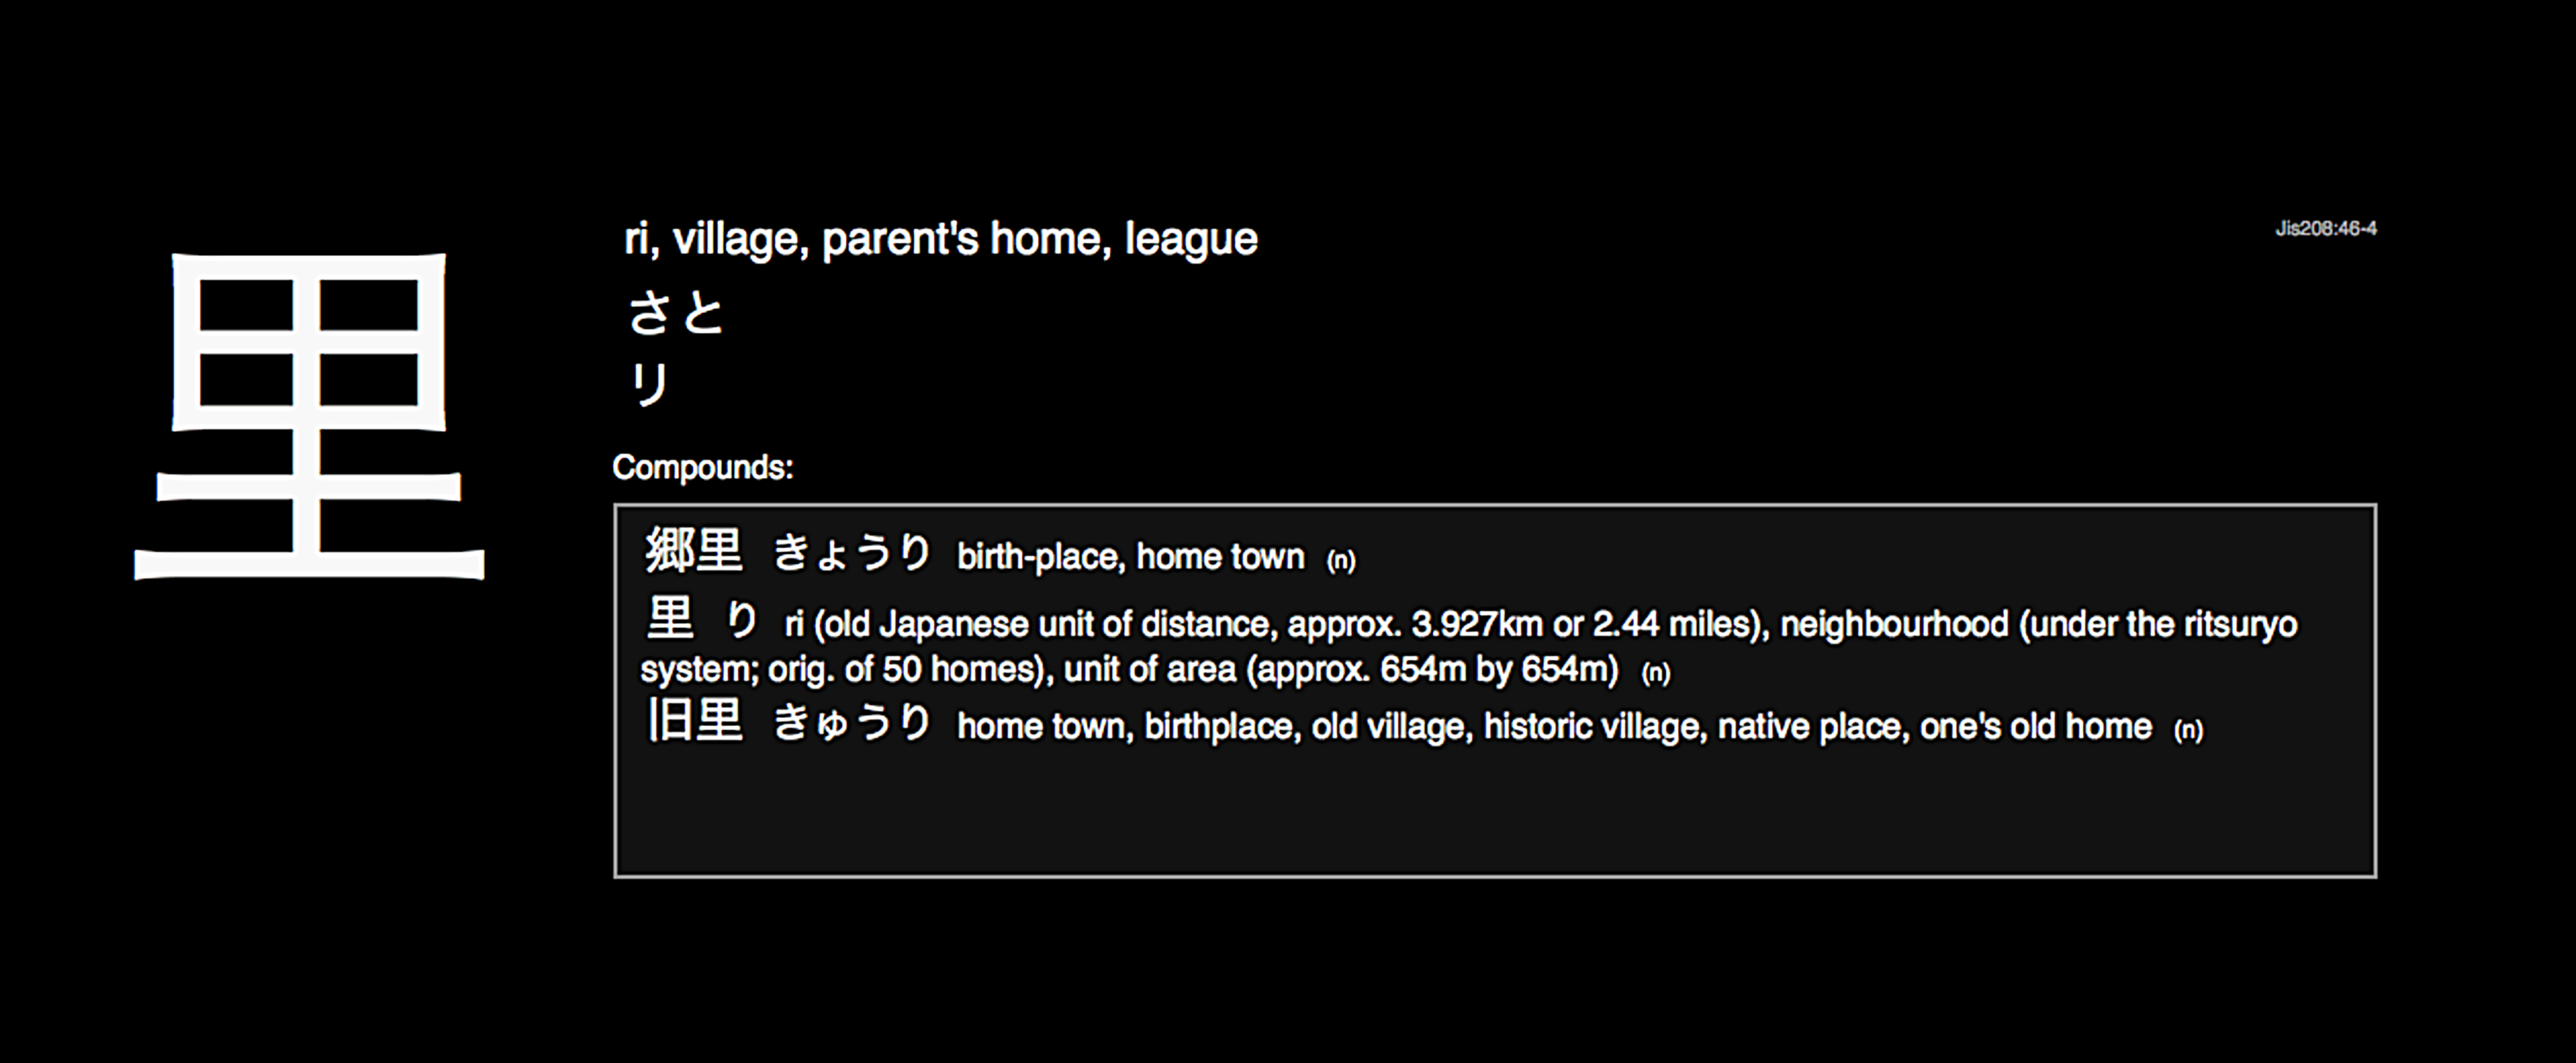 里
ri, village, parent's home, league
Jis208:46-4
さと
リ
Compounds:
郷里 きょうり birth-place, home town (n)
里 り ri (old Japanese unit of distance, approx. 3.927km or 2.44 miles), neighbourhood (under the ritsuryo
system; orig. of 50 homes), unit of area (approx. 654m by 654m) (n)
旧里 きゅうり home town, birthplace, old village, historic village, native place, one's old home (n)